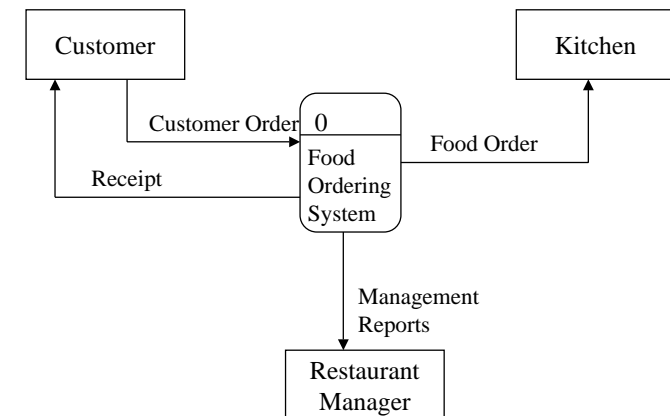 Customer
Kitchen
Customer Order
0
Food Order
Food
Ordering
System
Receipt
Management
Reports
Restaurant
Manager